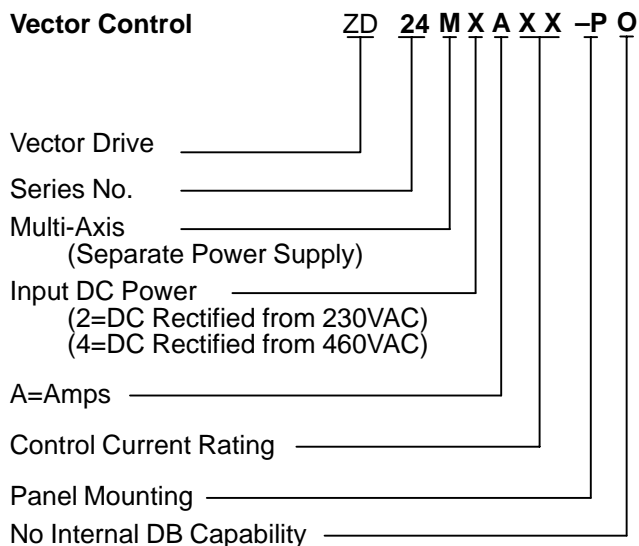 Vector Control ZD 24 M X A X X –P O
Vector Drive
Series No.
Multi-Axis
(Separate Power Supply)
Input DC Power
(2=DC Rectified from 230VAC)
(4=DC Rectified from 460VAC)
A=Amps
Control Current Rating
Panel Mounting
No Internal DB Capability